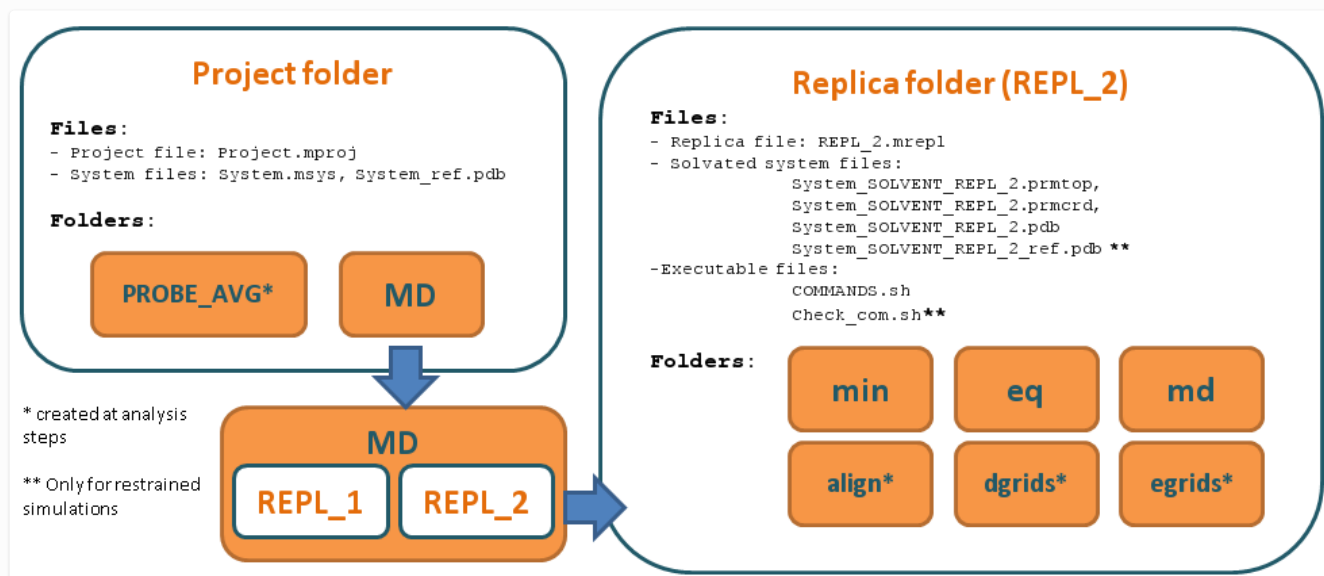 Project folder
Files:
- Project file: Project.mproj
- System files: System.msys, System_ref.pdb
Folders:
PROBE_AVG*
MD
* created at analysis
steps
** Only for restrained
simulations
MD
REPL_1
REPL_2
Replica folder (REPL_2)
Files:
- Replica file: REPL_2.mrepl
- Solvated system files:
System_SOLVENT_REPL_2.prmtop,
System_SOLVENT_REPL_2.prmcrd,
System_SOLVENT_REPL_2.pdb
System_SOLVENT_REPL_2_ref.pdb **
-Executable files:
COMMANDS.sh
Check_com.sh**
Folders:
min
eq
md
align*
dgrids*
egrids*